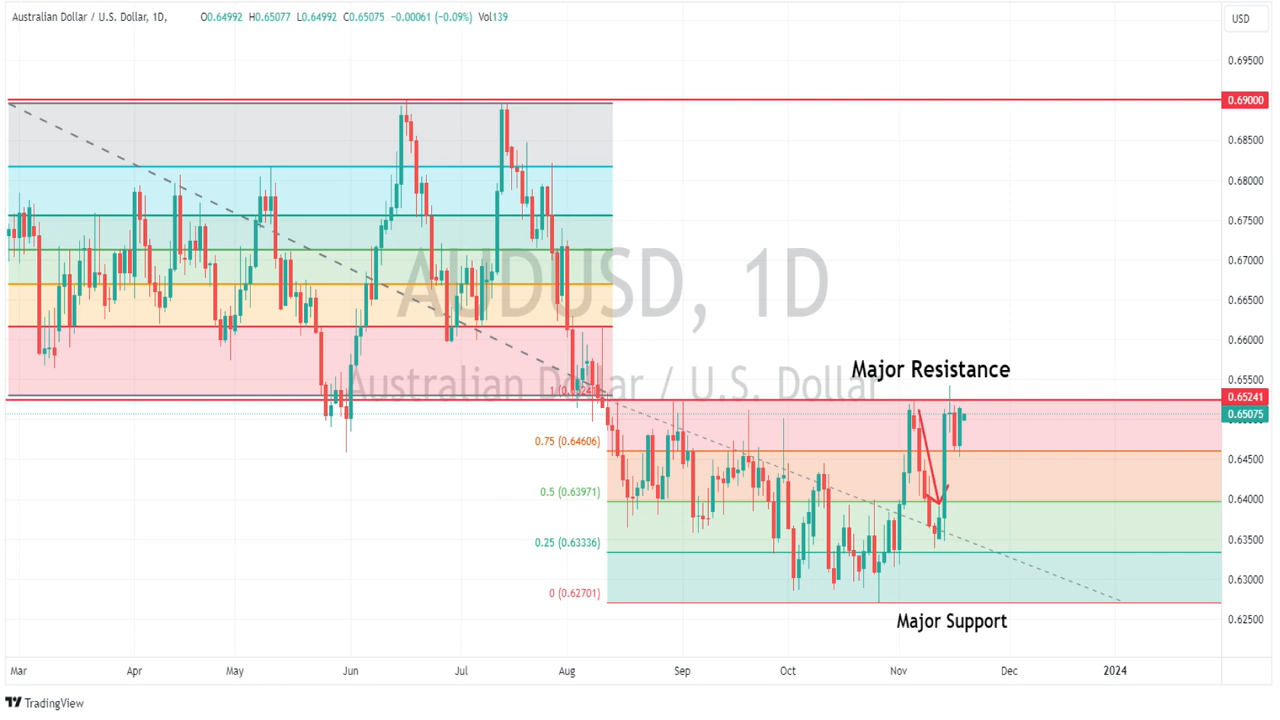 Australian Dollar / U.S. Dollar, 1D, O0.64992 H0.65077 L0.64992 C0.65075 −0.00061 (−0.09%) Vol139
USD
0.69500
0.69000
0.68500
0.68000
0.67500
0.67000
AUDUSD, 1D
0.66500
0.66000
Major Resistance
0.65500
Australian Dollar / U.S. Dollar
0.65241
0.65075
0.75 (0.64606)
0.64500
0.5 (0.63971)
0.64000
0.25 (0.63336)
0.63500
0.63000
0 (0.62701)
Major Support
0.62500
Mar Apr May Jun Jul Aug Sep Oct Nov Dec 2024
TradingView